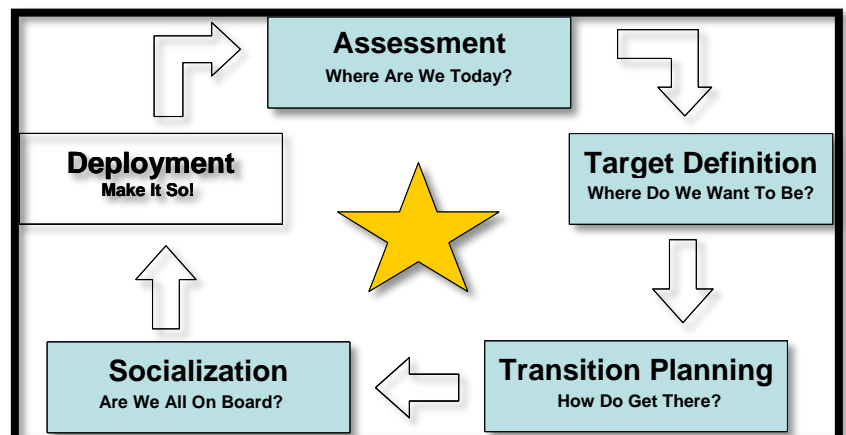 Assessment
Where Are We Today?
Target Definition
Where Do We Want To Be?
Transition Planning
How Do Get There?
Socialization
Are We All On Board?
Deployment
Make It So!